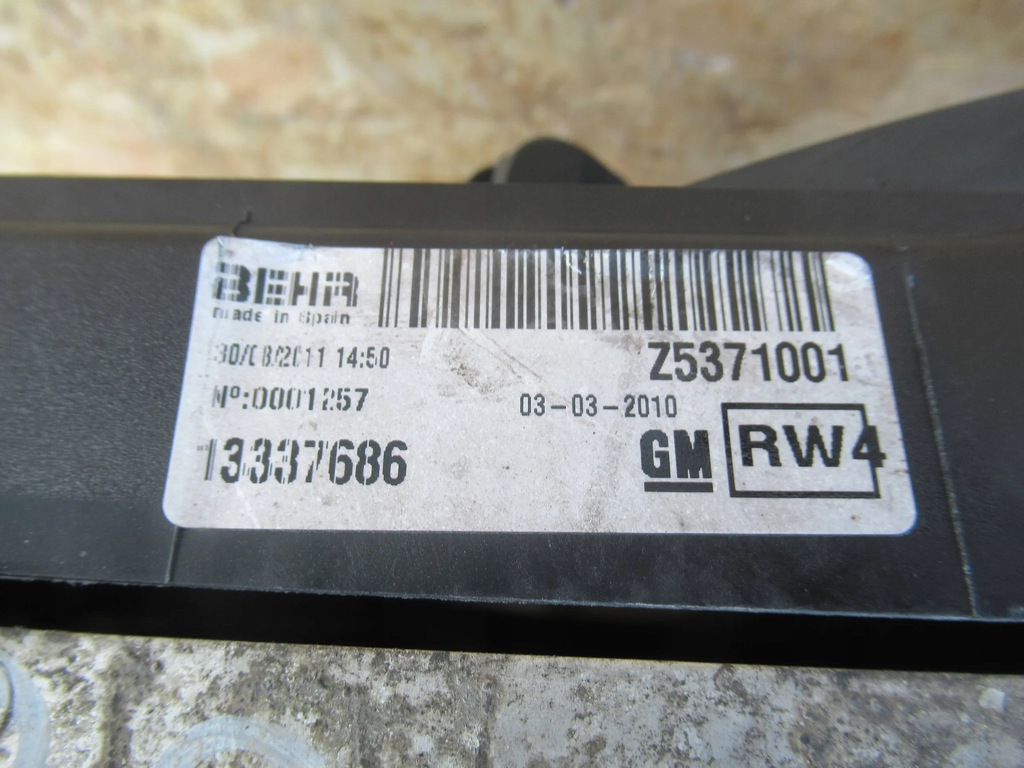 BEHR
made in Spain
30/08/2011 14:50
Z5371001
Nº:0001257
03-03-2010
13337686
GM
RW4